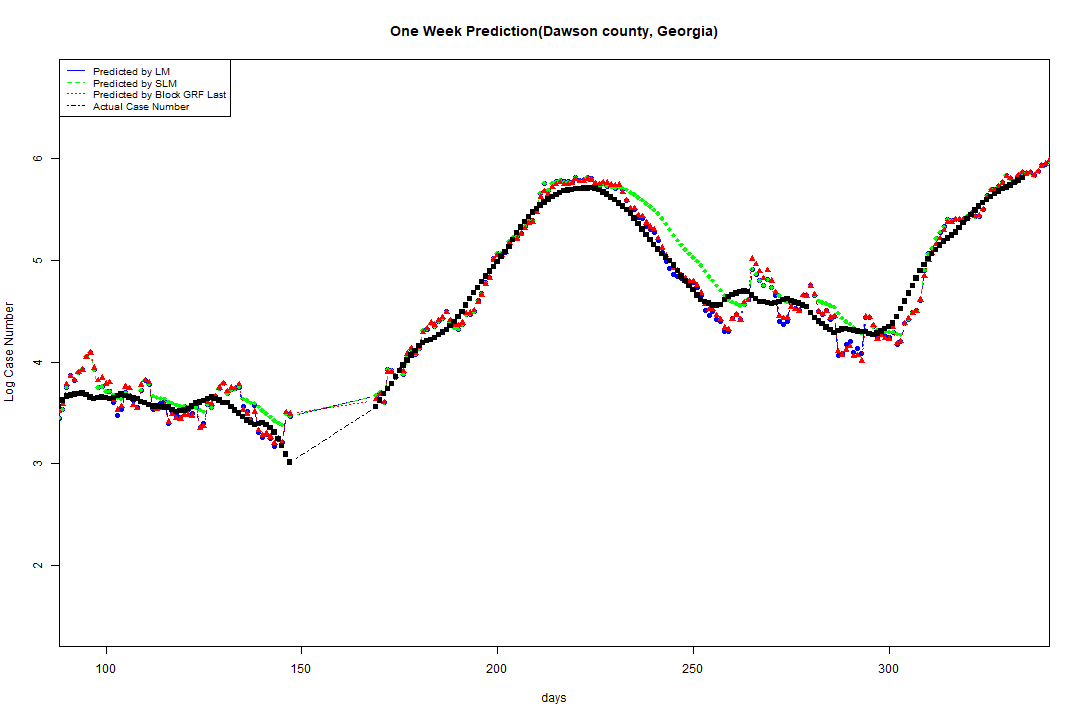 One Week Prediction(Dawson county, Georgia)
Predicted by LM
Predicted by SLM
Predicted by Block GRF Last
Actual Case Number
Log Case Number
6
5
4
3
2
100 150 200 250 300
days